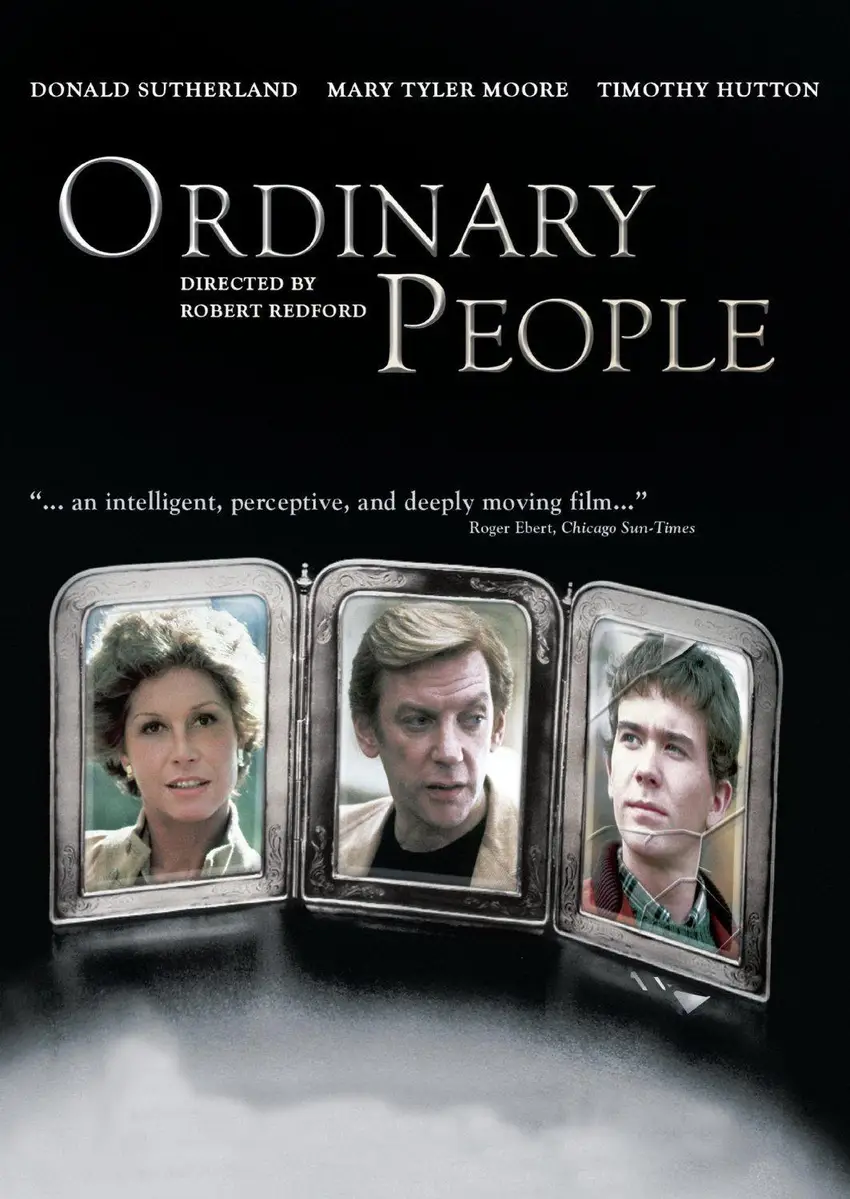 DONALD SUTHERLAND MARY TYLER MOORE TIMOTHY HUTTON
ORDINARY
DIRECTED BY
ROBERT REDFORD
PEOPLE
“... an intelligent, perceptive, and deeply moving film...”
Roger Ebert, Chicago Sun-Times